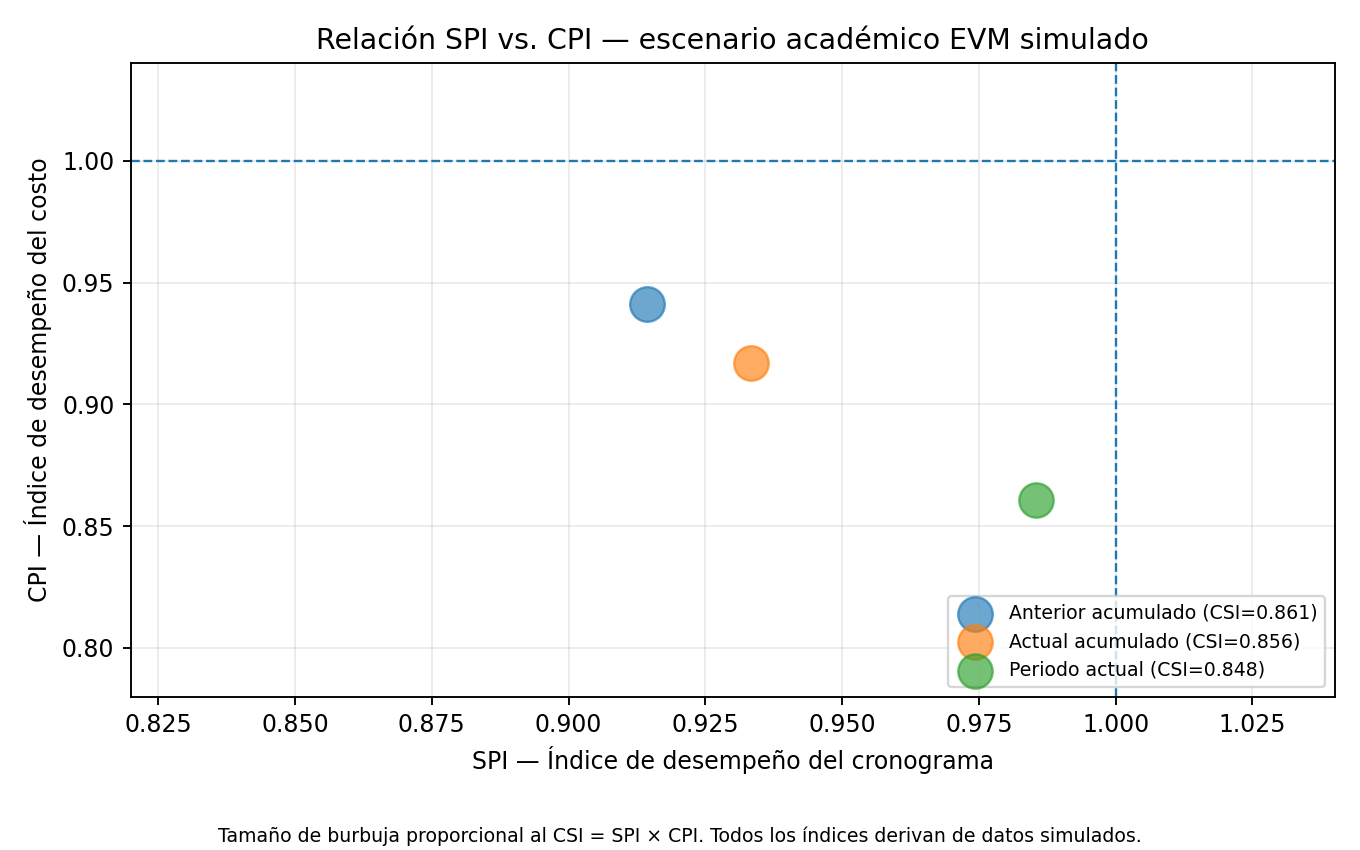 Relación SPI vs. CPI — escenario académico EVM simulado
CPI — Índice de desempeño del costo
1.00
0.95
0.90
0.85
0.80
Anterior acumulado (CSI=0.861)
Actual acumulado (CSI=0.856)
Periodo actual (CSI=0.848)
0.825 0.850 0.875 0.900 0.925 0.950 0.975 1.000 1.025
SPI — Índice de desempeño del cronograma
Tamaño de burbuja proporcional al CSI = SPI × CPI. Todos los índices derivan de datos simulados.